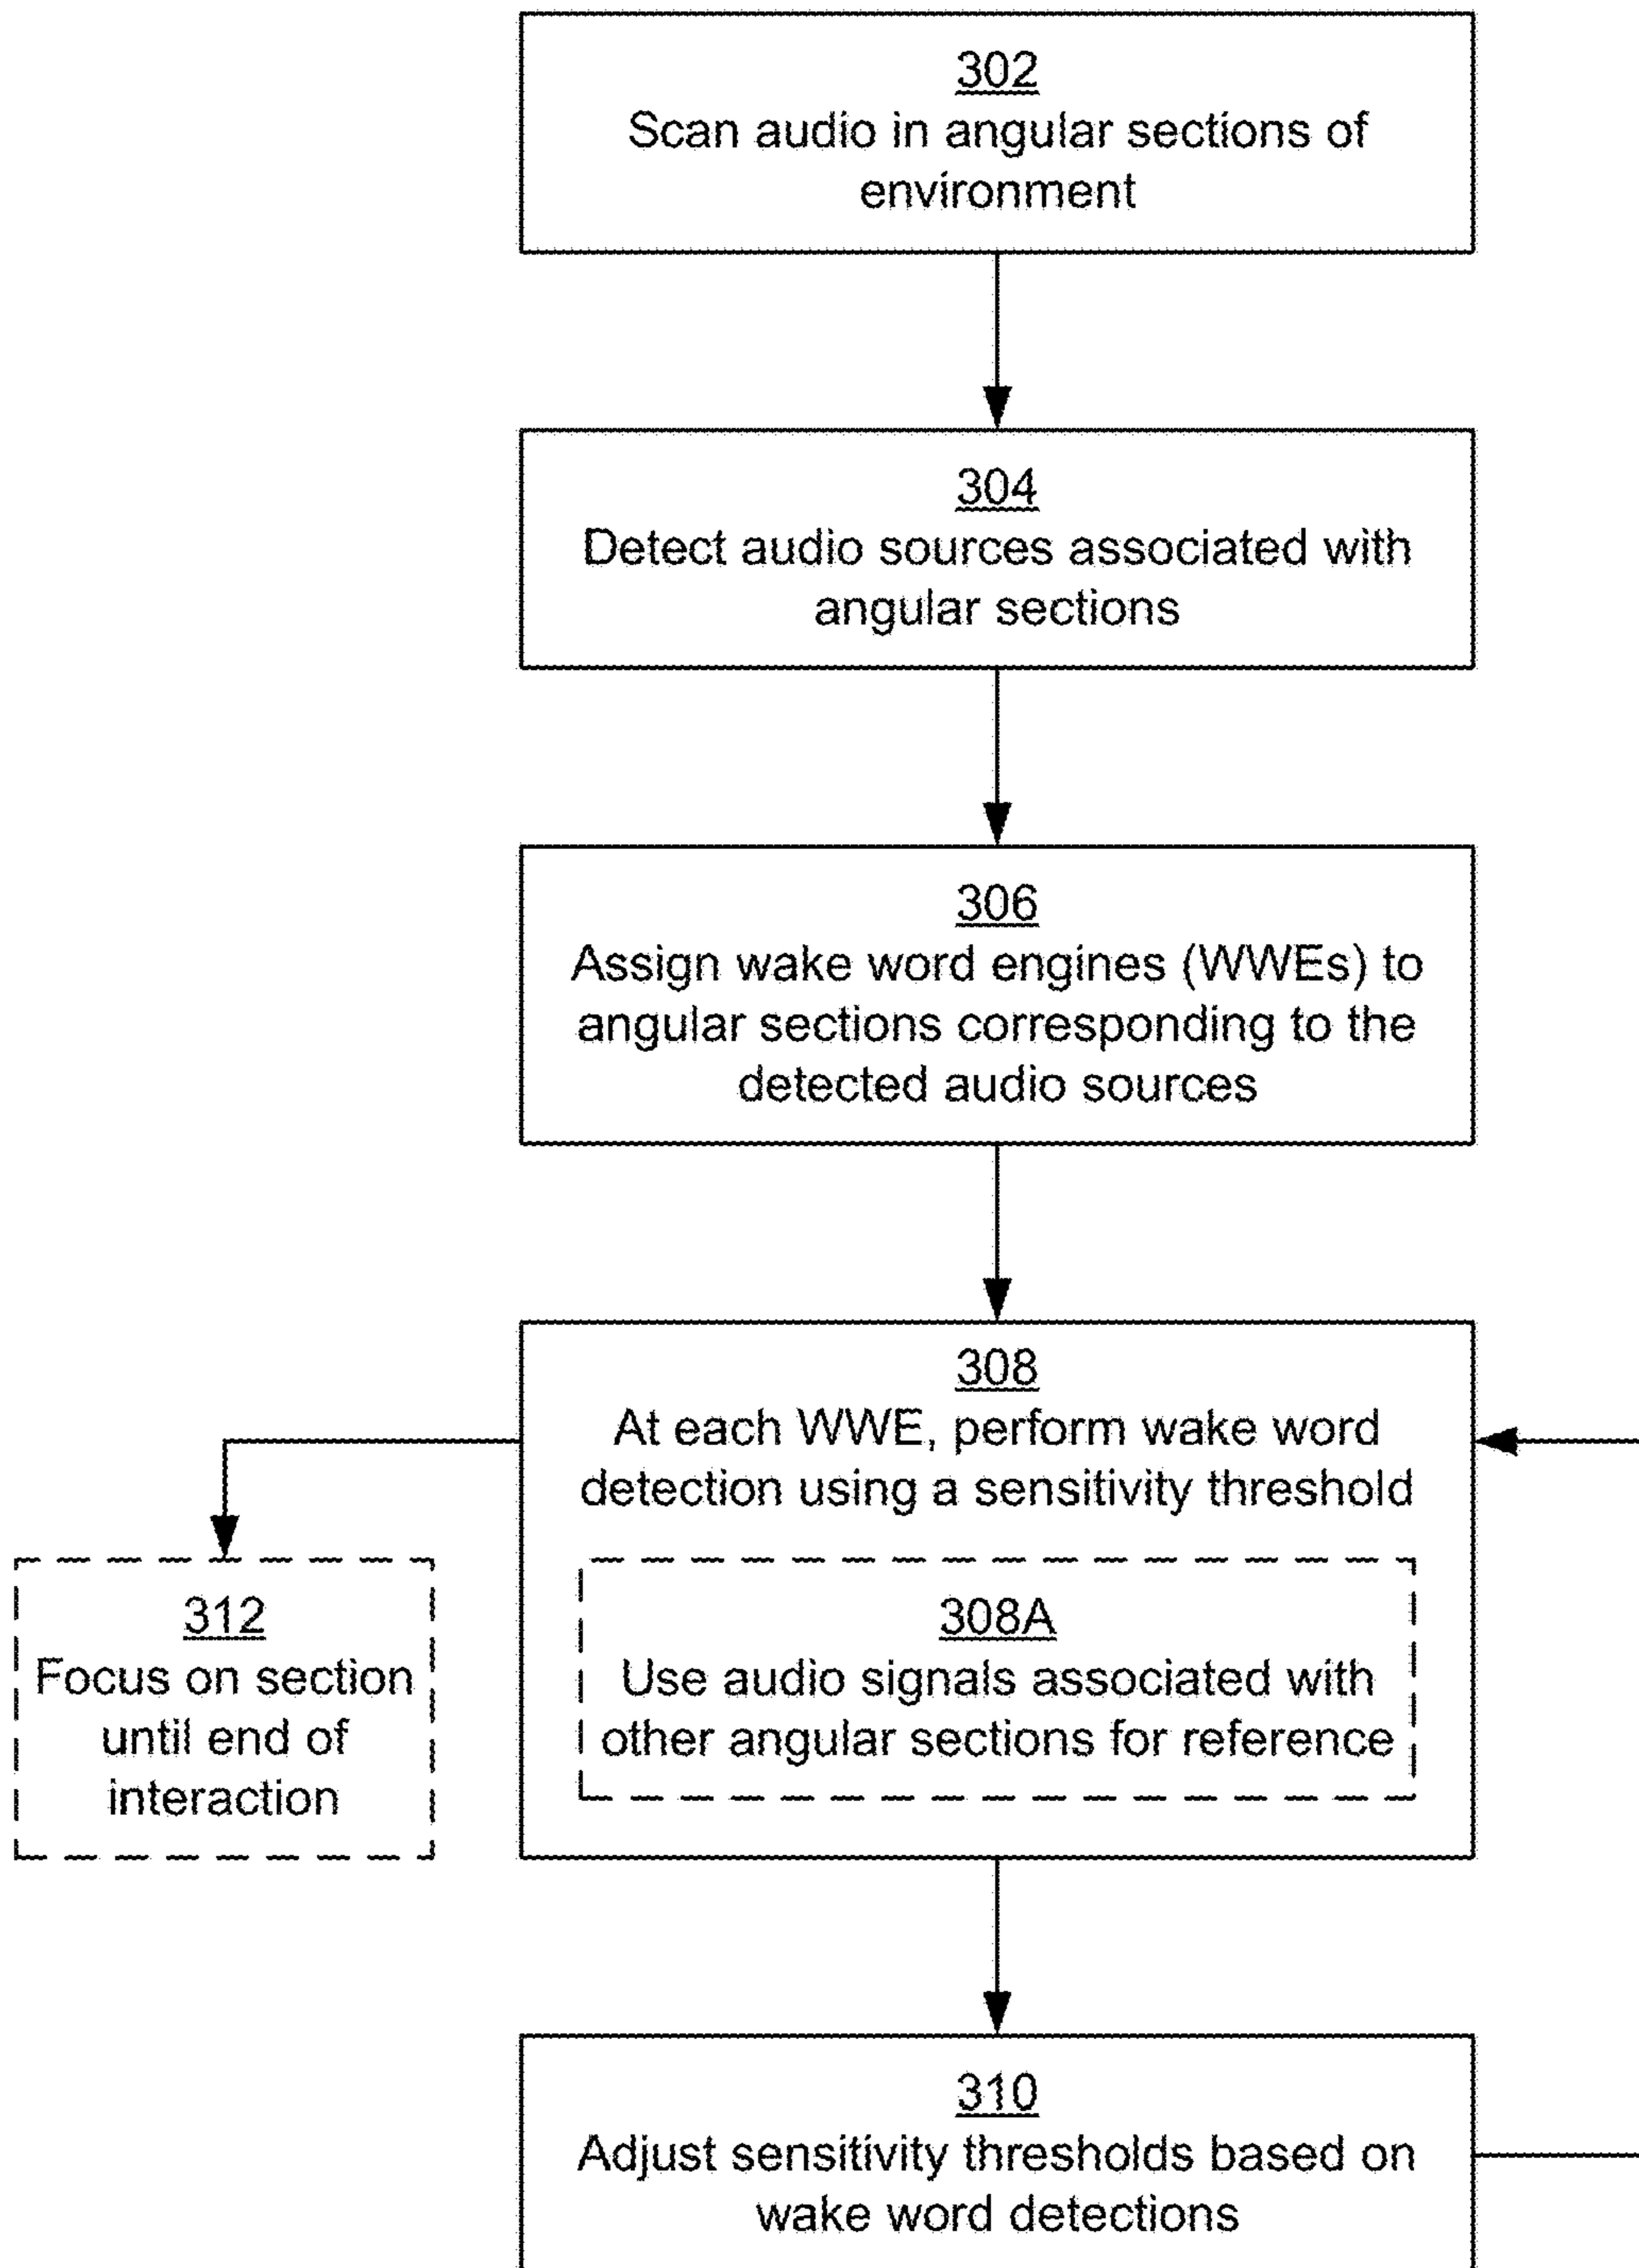 302
Scan audio in angular sections of
environment
304
Detect audio sources associated with
angular sections
306
Assign wake word engines (WWEs) to
angular sections corresponding to the
detected audio sources
308
At each WWE, perform wake word
detection using a sensitivity threshold
308A
Use audio signals associated with
other angular sections for reference
312
Focus on section
until end of
interaction
310
Adjust sensitivity thresholds based on
wake word detections